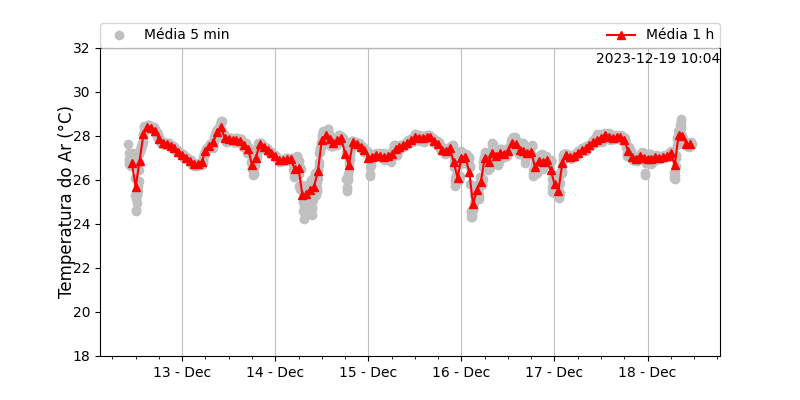 Média 5 min
Média 1 h
2023-12-19 10:04
Temperatura do Ar (°C)
32
30
28
26
24
22
20
18
13 - Dec
14 - Dec
15 - Dec
16 - Dec
17 - Dec
18 - Dec